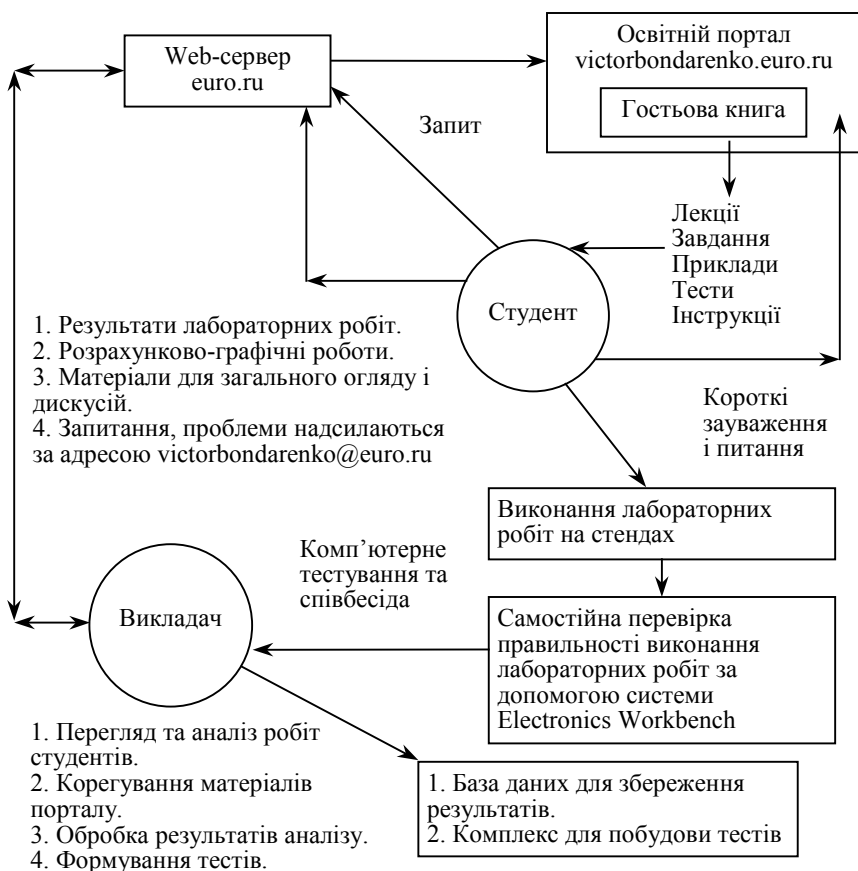 Web-сервер
euro.ru
Освітній портал
victorbondarenko.euro.ru
Гостьова книга
Запит
Лекції
Завдання
Приклади
Тести
Інструкції
Студент
1. Результати лабораторних робіт.
2. Розрахунково-графічні роботи.
3. Матеріали для загального огляду і
дискусій.
4. Запитання, проблеми надсилаються
за адресою victorbondarenko@euro.ru
Короткі
зауваження
і питання
Виконання лабораторних
робіт на стендах
Комп’ютерне
тестування та
співбесіда
Викладач
Самостійна перевірка
правильності виконання
лабораторних робіт за
допомогою системи
Electronics Workbench
1. Перегляд та аналіз робіт
студентів.
2. Корегування матеріалів
порталу.
3. Обробка результатів аналізу.
4. Формування тестів.
1. База даних для збереження
результатів.
2. Комплекс для побудови тестів